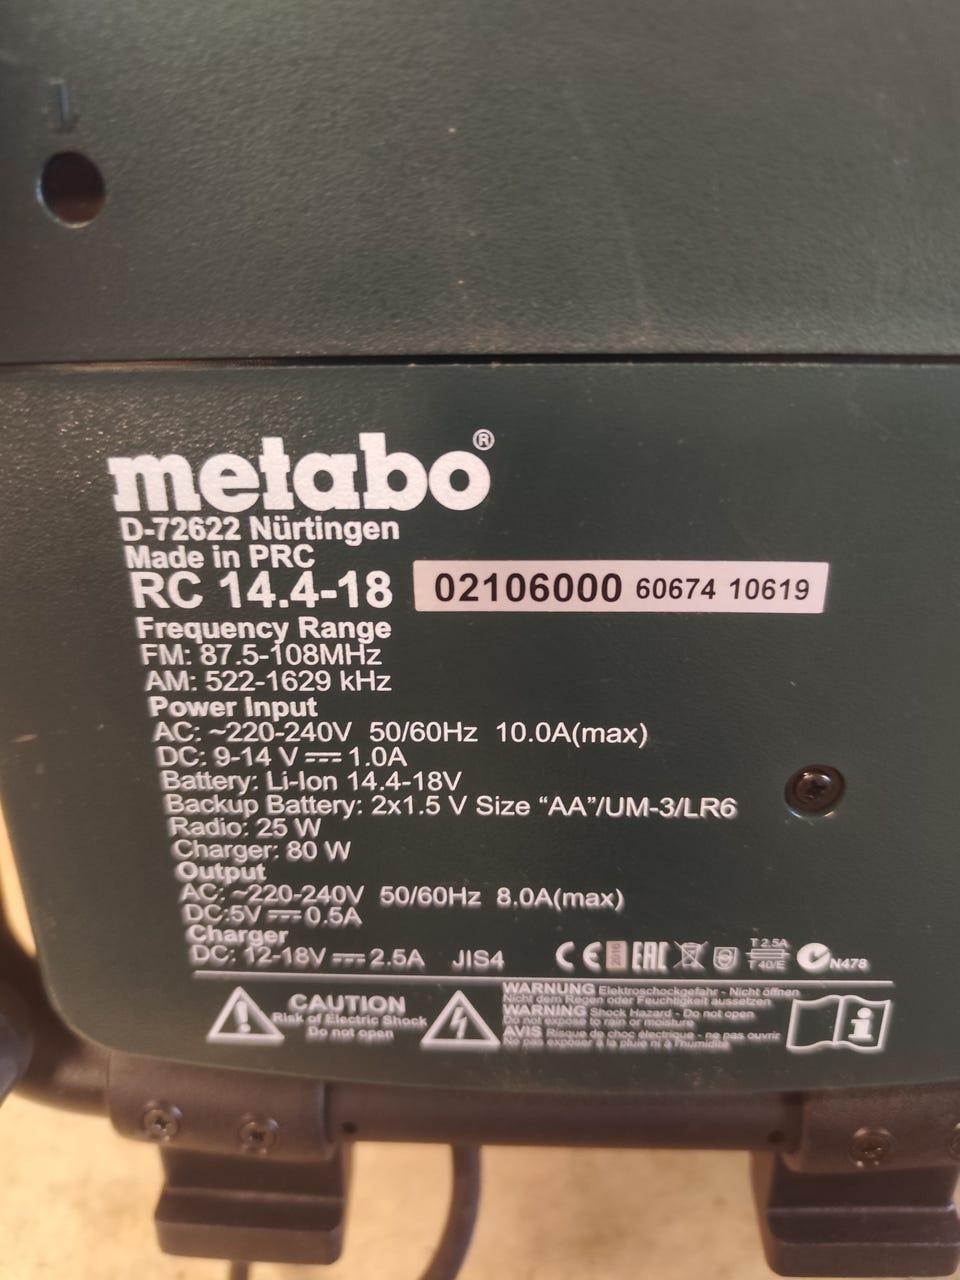 metabo®
D-72622 Nürtingen
Made in PRC
RC 14.4-18 02106000 60674 10619
Frequency Range
FM: 87.5-108MHz
AM: 522-1629 kHz
Power Input
AC: ~220-240V 50/60Hz 10.0A(max)
DC: 9-14 V ⎓ 1.0A
Battery: Li-Ion 14.4-18V
Backup Battery: 2x1.5 V Size “AA”/UM-3/LR6
Radio: 25 W
Charger: 80 W
Output
AC: ~220-240V 50/60Hz 8.0A(max)
DC:5V ⎓ 0.5A
Charger
DC: 12-18V ⎓ 2.5A JIS4 CE 2016 EAC T 2.5A T 40/E N478
CAUTION
Risk of Electric Shock
Do not open
WARNUNG Elektroschockgefahr - Nicht öffnen
Nicht dem Regen oder Feuchtigkeit aussetzen
WARNING Shock Hazard - Do not open
Do not expose to rain or moisture
AVIS Risque de choc électrique - ne pas ouvrir
Ne pas exposer à la pluie ni à l'humidité